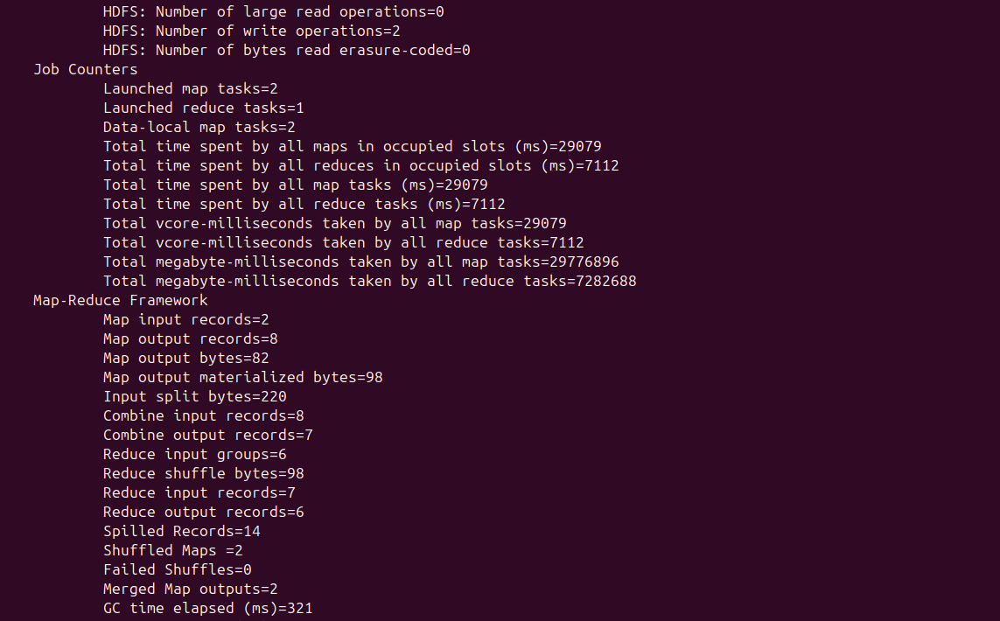 HDFS: Number of large read operations=0
HDFS: Number of write operations=2
HDFS: Number of bytes read erasure-coded=0
Job Counters
Launched map tasks=2
Launched reduce tasks=1
Data-local map tasks=2
Total time spent by all maps in occupied slots (ms)=29079
Total time spent by all reduces in occupied slots (ms)=7112
Total time spent by all map tasks (ms)=29079
Total time spent by all reduce tasks (ms)=7112
Total vcore-milliseconds taken by all map tasks=29079
Total vcore-milliseconds taken by all reduce tasks=7112
Total megabyte-milliseconds taken by all map tasks=29776896
Total megabyte-milliseconds taken by all reduce tasks=7282688
Map-Reduce Framework
Map input records=2
Map output records=8
Map output bytes=82
Map output materialized bytes=98
Input split bytes=220
Combine input records=8
Combine output records=7
Reduce input groups=6
Reduce shuffle bytes=98
Reduce input records=7
Reduce output records=6
Spilled Records=14
Shuffled Maps =2
Failed Shuffles=0
Merged Map outputs=2
GC time elapsed (ms)=321